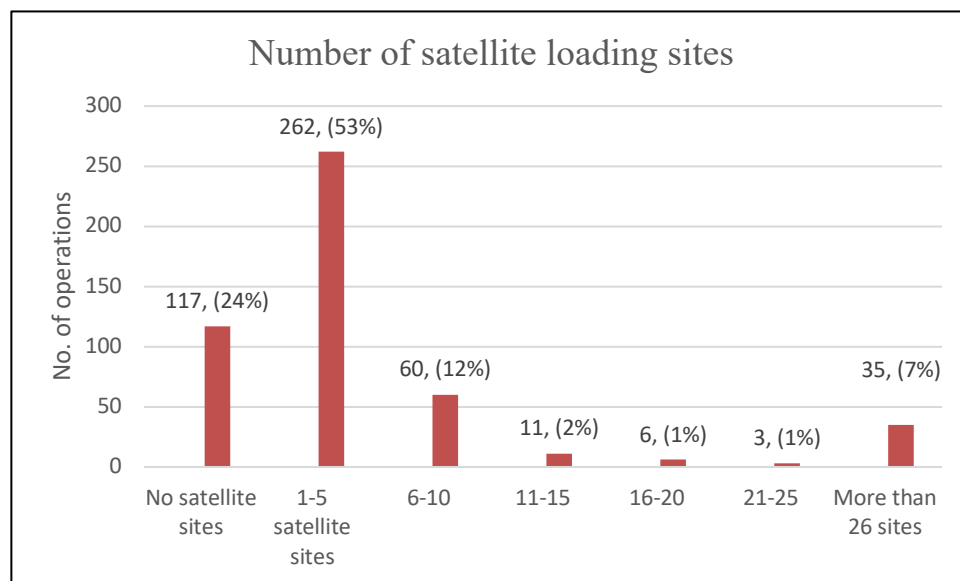 Number of satellite loading sites
No. of operations
300
250
200
150
100
50
0
117, (24%)
262, (53%)
60, (12%)
11, (2%)
6, (1%)
3, (1%)
35, (7%)
No satellite
sites
1-5
satellite
sites
6-10
11-15
16-20
21-25
More than
26 sites